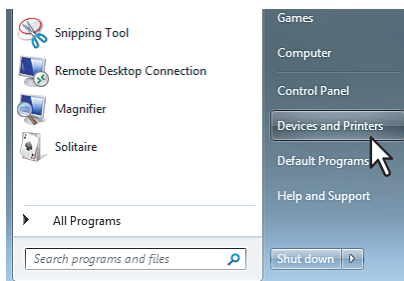 Snipping Tool
Remote Desktop Connection
Magnifier
Solitaire
All Programs
Search programs and files
Games
Computer
Control Panel
Devices and Printers
Default Programs
Help and Support
Shut down